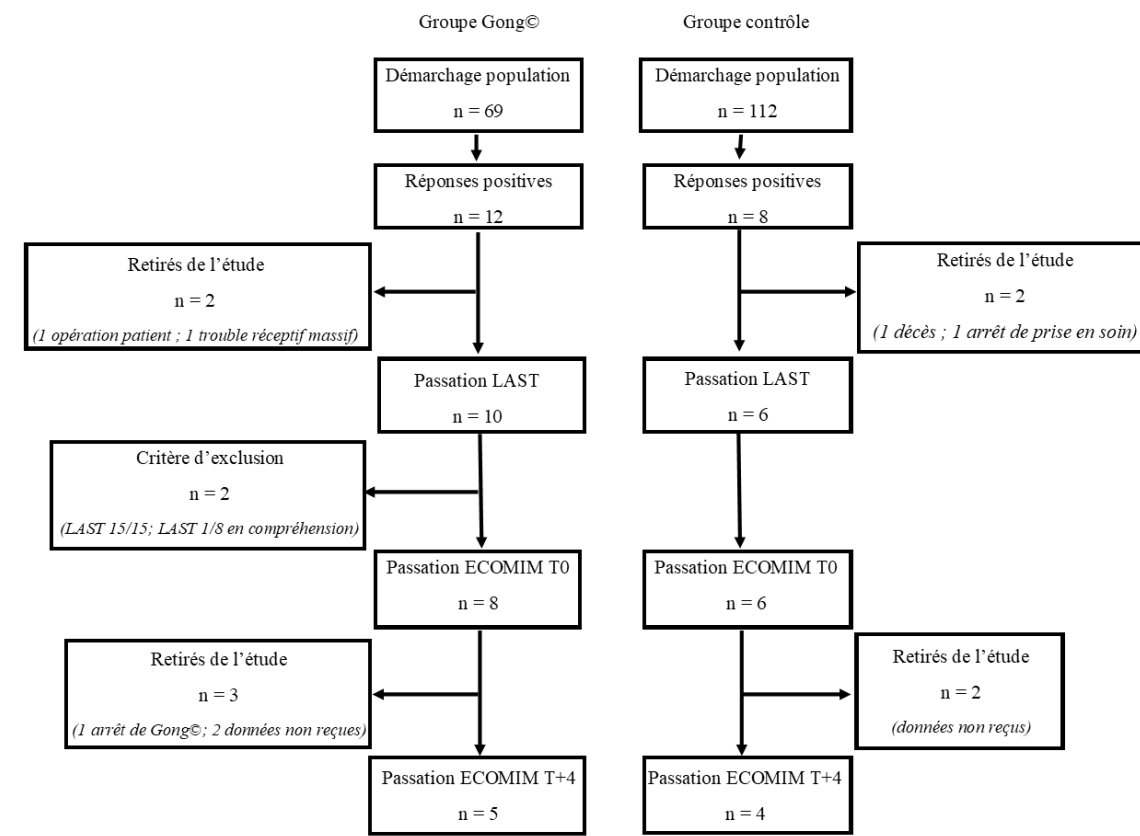 Groupe Gong©
Groupe contrôle
Démarchage population
n = 69
Démarchage population
n = 112
Réponses positives
n = 12
Réponses positives
n = 8
Retirés de l'étude
n = 2
(1 opération patient ; 1 trouble réceptif massif)
Retirés de l'étude
n = 2
(1 décès ; 1 arrêt de prise en soin)
Passation LAST
n = 10
Passation LAST
n = 6
Critère d'exclusion
n = 2
(LAST 15/15; LAST 1/8 en compréhension)
Passation ECOMIM T0
n = 8
Passation ECOMIM T0
n = 6
Retirés de l'étude
n = 3
(1 arrêt de Gong©; 2 données non reçues)
Retirés de l'étude
n = 2
(données non reçus)
Passation ECOMIM T+4
n = 5
Passation ECOMIM T+4
n = 4